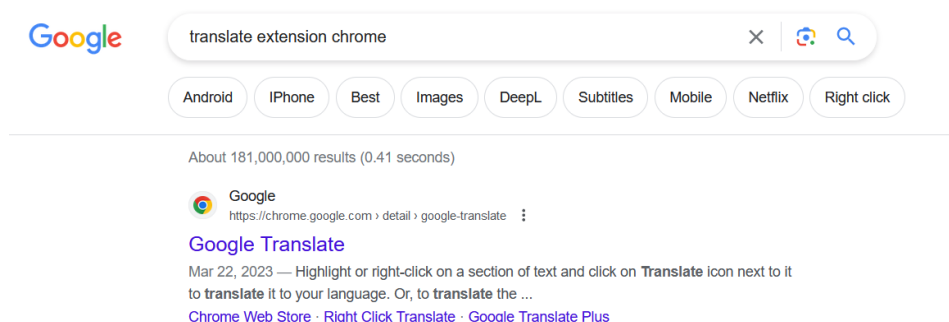 Google
translate extension chrome
Android IPhone Best Images DeepL Subtitles Mobile Netflix Right click
About 181,000,000 results (0.41 seconds)
Google
https://chrome.google.com › detail › google-translate
Google Translate
Mar 22, 2023 — Highlight or right-click on a section of text and click on Translate icon next to it
to translate it to your language. Or, to translate the ...
Chrome Web Store · Right Click Translate · Google Translate Plus